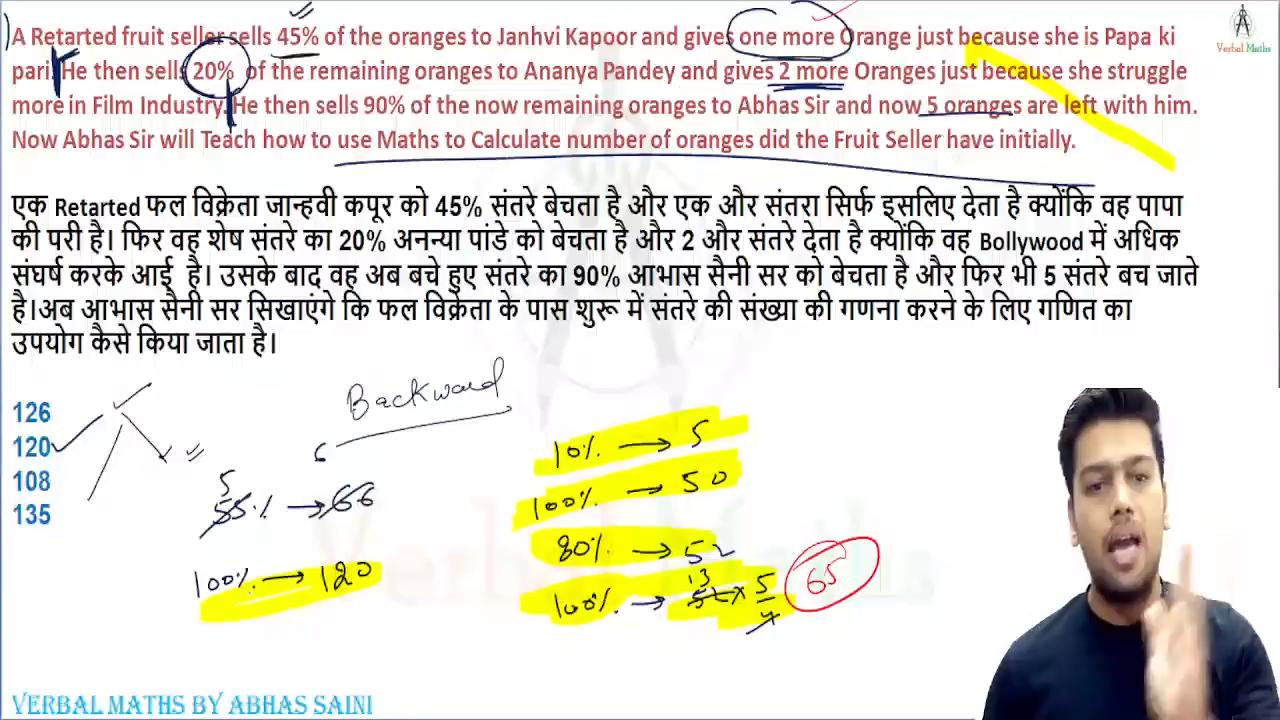 A Retarted fruit seller sells 45% of the oranges to Janhvi Kapoor and gives one more Orange just because she is Papa ki
pari. He then sells 20% of the remaining oranges to Ananya Pandey and gives 2 more Oranges just because she struggle
more in Film Industry. He then sells 90% of the now remaining oranges to Abhas Sir and now 5 oranges are left with him.
Now Abhas Sir will Teach how to use Maths to Calculate number of oranges did the Fruit Seller have initially.
Verbal Maths
एक Retarted फल विक्रेता जान्हवी कपूर को 45% संतरे बेचता है और एक और संतरा सिर्फ इसलिए देता है क्योंकि वह पापा
की परी है। फिर वह शेष संतरे का 20% अनन्या पांडे को बेचता है और 2 और संतरे देता है क्योंकि वह Bollywood में अधिक
संघर्ष करके आई है। उसके बाद वह अब बचे हुए संतरे का 90% आभास सैनी सर को बेचता है और फिर भी 5 संतरे बच जाते
है।अब आभास सैनी सर सिखाएंगे कि फल विक्रेता के पास शुरू में संतरे की संख्या की गणना करने के लिए गणित का
उपयोग कैसे किया जाता है।
Backward
126
120
108
135
6
5
55% → 66
100% → 120
10% → 5
100% → 50
80% → 52
13
100% → 52 × 5/4
65
VERBAL MATHS BY ABHAS SAINI